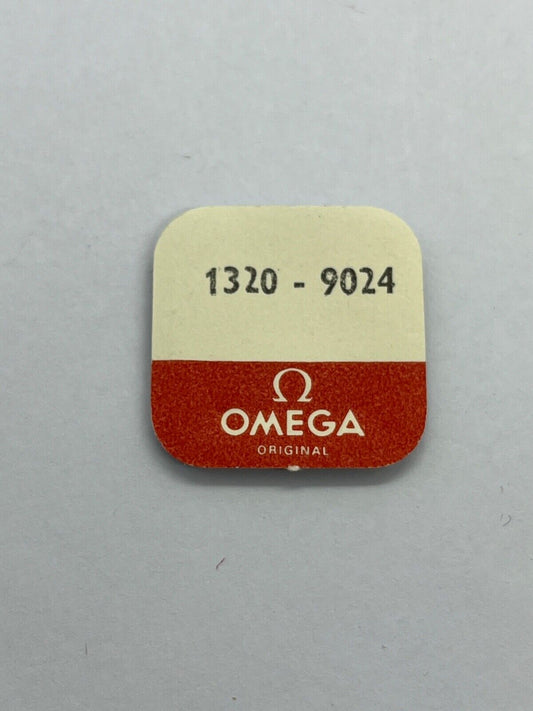 1320 - 9024
Ω
OMEGA
ORIGINAL